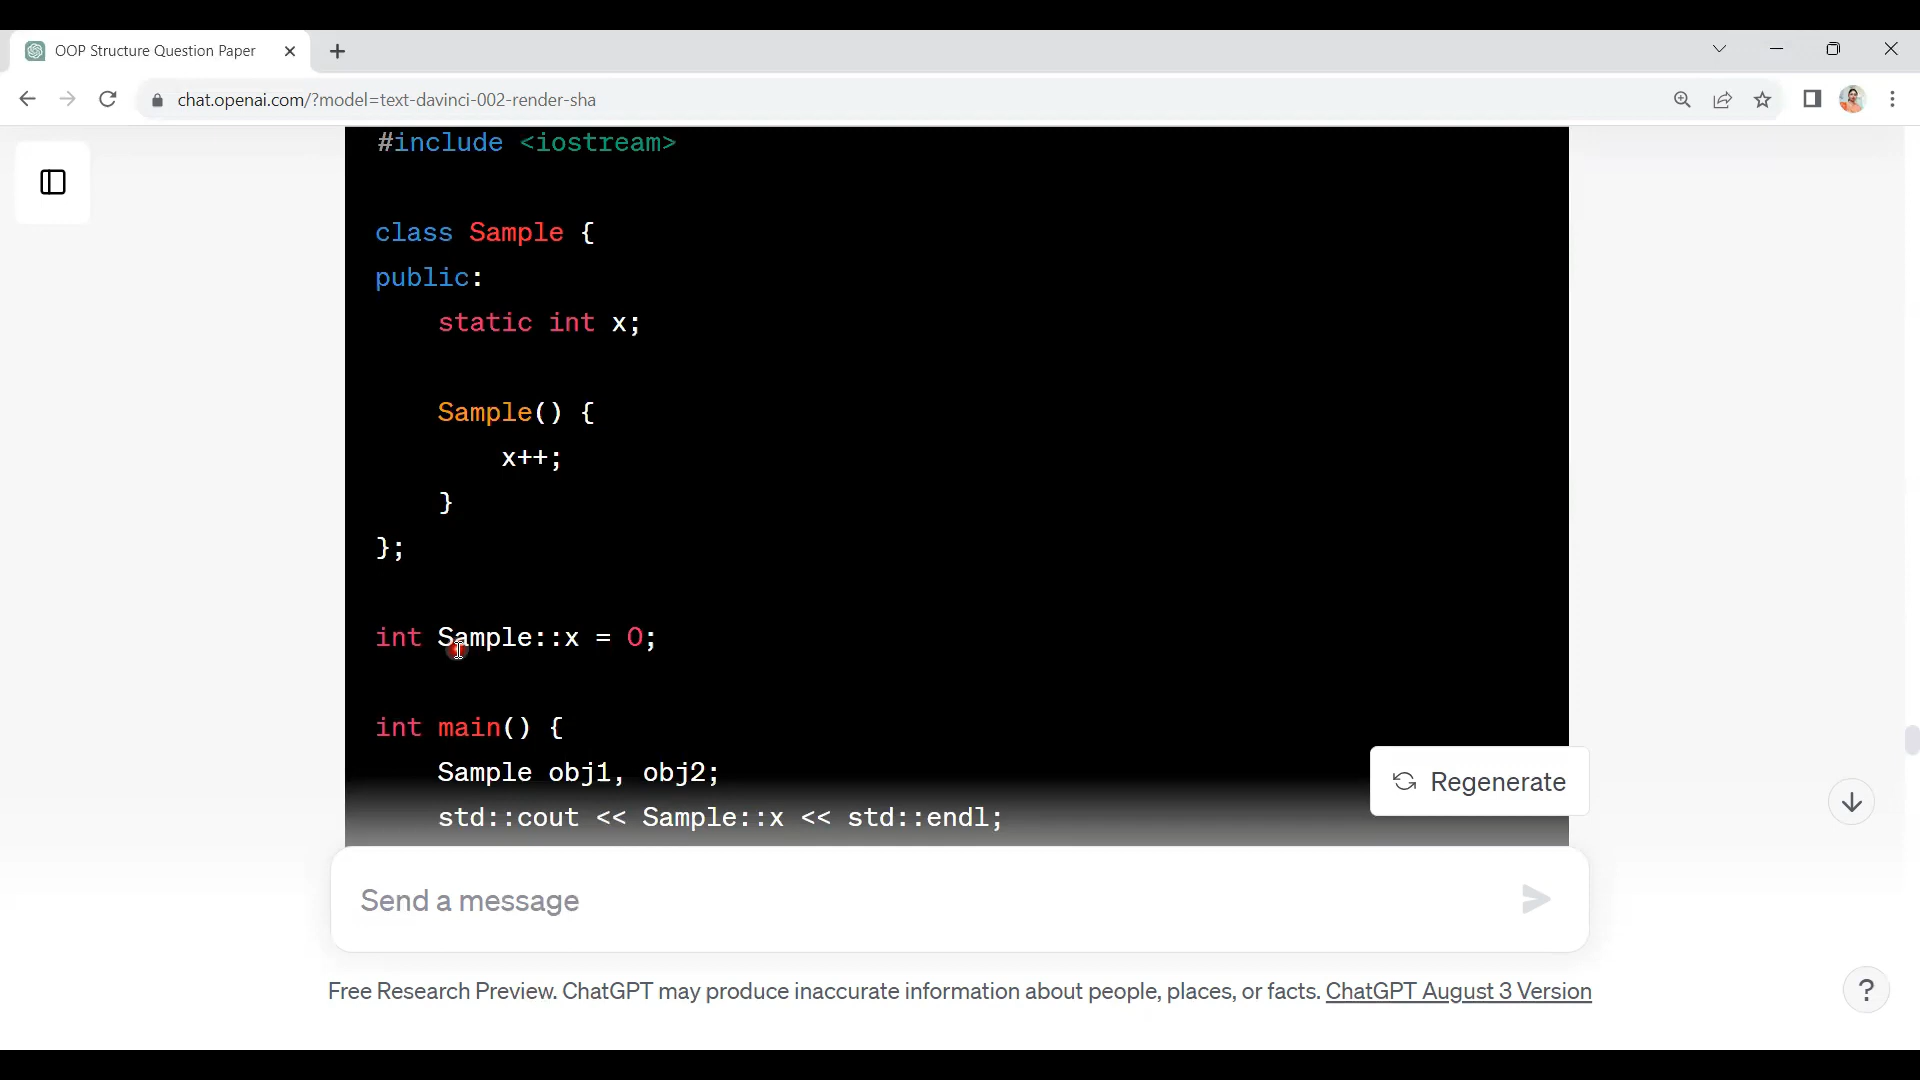 OOP Structure Question Paper
chat.openai.com/?model=text-davinci-002-render-sha
#include <iostream>
class Sample {
public:
static int x;
Sample() {
x++;
}
};
int Sample::x = 0;
int main() {
Sample obj1, obj2;
std::cout << Sample::x << std::endl;
Regenerate
Send a message
Free Research Preview. ChatGPT may produce inaccurate information about people, places, or facts. ChatGPT August 3 Version
?